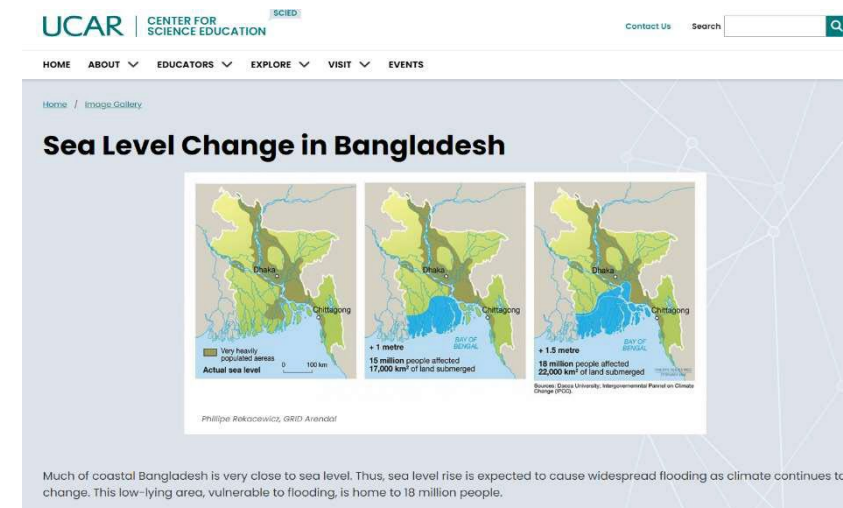 SCIED
UCAR CENTER FOR
SCIENCE EDUCATION
Contact Us Search
HOME ABOUT EDUCATORS EXPLORE VISIT EVENTS
Home / Image Gallery
Sea Level Change in Bangladesh
Dhaka
Chittagong
Very heavily
populated aereas
Actual sea level
0 100 km
Dhaka
Chittagong
BAY OF
BENGAL
+ 1 metre
15 million people affected
17,000 km² of land submerged
Dhaka
Chittagong
BAY OF
BENGAL
+ 1.5 metre
18 million people affected
22,000 km² of land submerged
Sources: Dacca University; Intergovernmental Pannel on Climate
Change (IPCC).
Phillipe Rekacewicz, GRID Arendal
Much of coastal Bangladesh is very close to sea level. Thus, sea level rise is expected to cause widespread flooding as climate continues to
change. This low-lying area, vulnerable to flooding, is home to 18 million people.